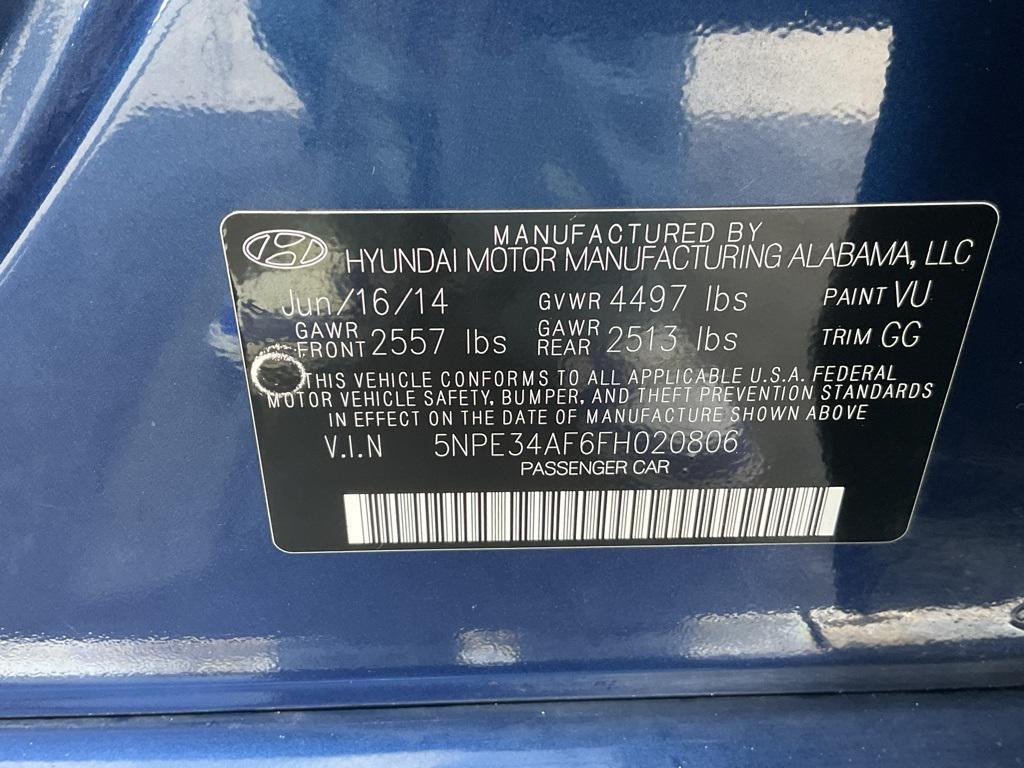 MANUFACTURED BY
HYUNDAI MOTOR MANUFACTURING ALABAMA, LLC
Jun/16/14 GVWR 4497 lbs PAINT VU
GAWR FRONT 2557 lbs GAWR REAR 2513 lbs TRIM GG
THIS VEHICLE CONFORMS TO ALL APPLICABLE U.S.A. FEDERAL
MOTOR VEHICLE SAFETY, BUMPER, AND THEFT PREVENTION STANDARDS
IN EFFECT ON THE DATE OF MANUFACTURE SHOWN ABOVE
V.I.N 5NPE34AF6FH020806
PASSENGER CAR